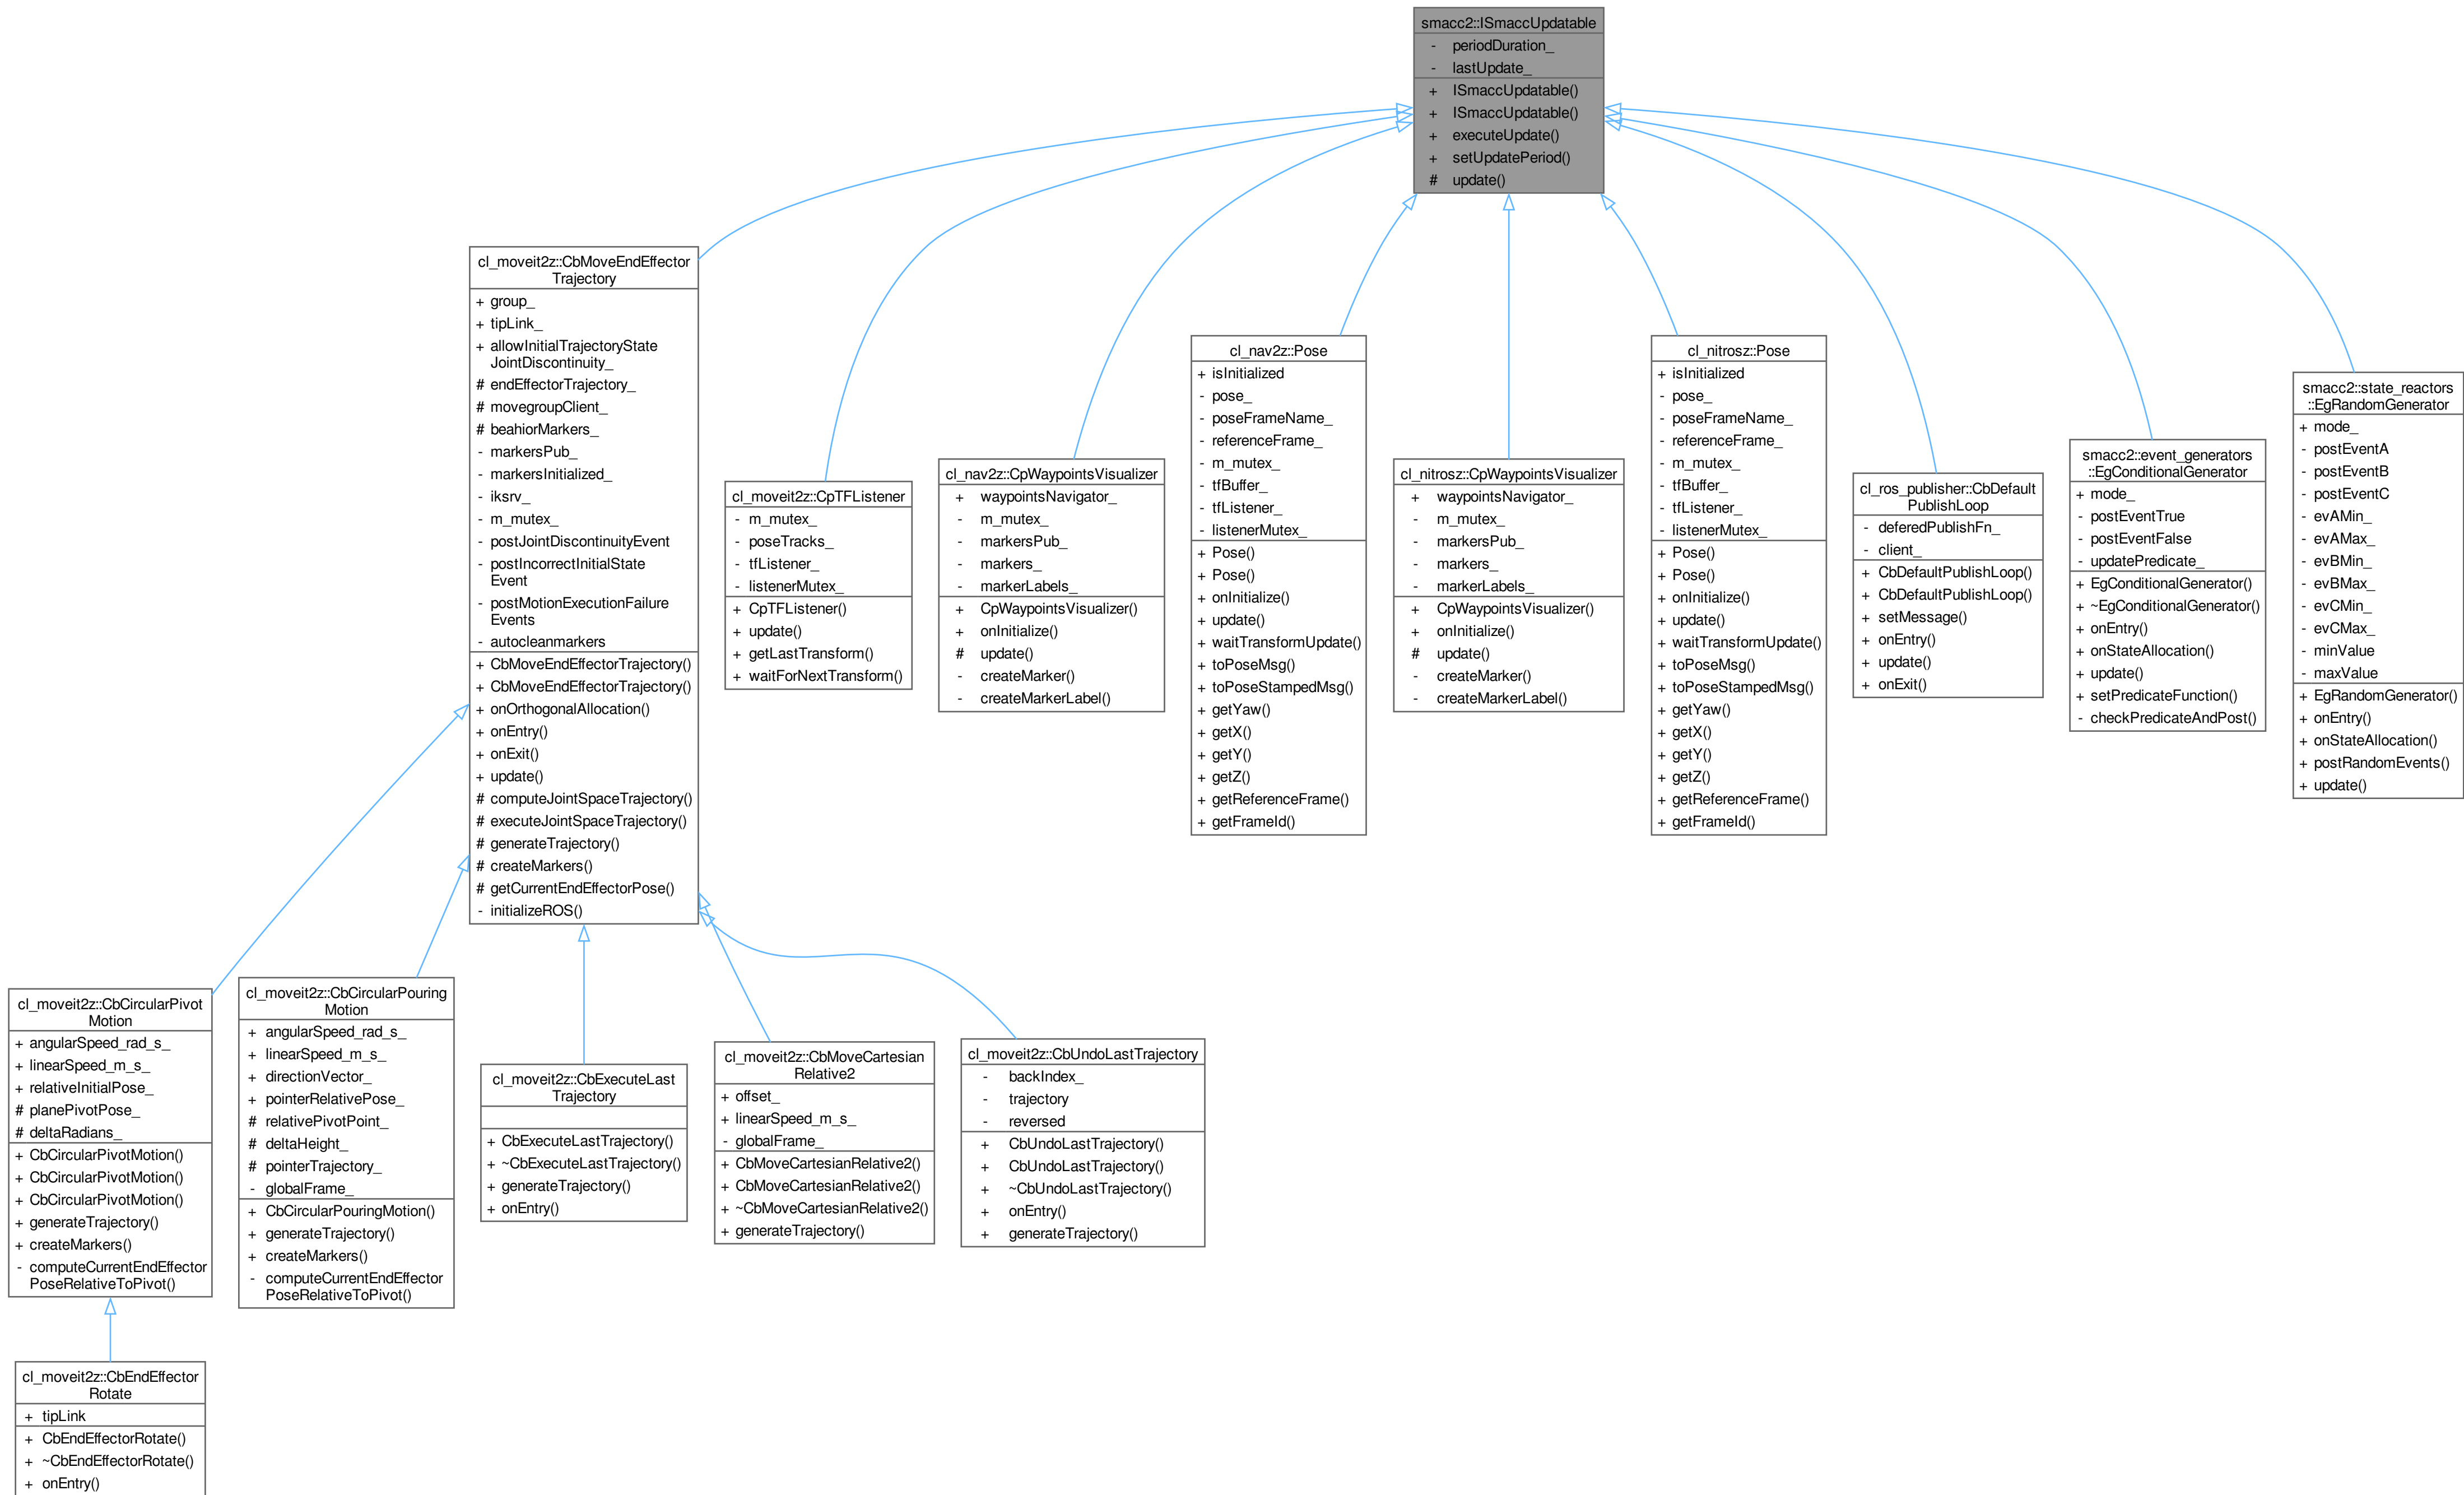 smacc2::ISmaccUpdatable
- periodDuration_
- lastUpdate_
+ ISmaccUpdatable()
+ ISmaccUpdatable()
+ executeUpdate()
+ setUpdatePeriod()
# update()
cl_moveit2z::CbMoveEndEffector
Trajectory
+ group_
+ tipLink_
+ allowInitialTrajectoryState
JointDiscontinuity_
# endEffectorTrajectory_
# movegroupClient_
# beahiorMarkers_
- markersPub_
- markersInitialized_
- iksrv_
- m_mutex_
- postJointDiscontinuityEvent
- postIncorrectInitialState
Event
- postMotionExecutionFailure
Events
- autocleanmarkers
+ CbMoveEndEffectorTrajectory()
+ CbMoveEndEffectorTrajectory()
+ onOrthogonalAllocation()
+ onEntry()
+ onExit()
+ update()
# computeJointSpaceTrajectory()
# executeJointSpaceTrajectory()
# generateTrajectory()
# createMarkers()
# getCurrentEndEffectorPose()
- initializeROS()
cl_moveit2z::CpTFListener
- m_mutex_
- poseTracks_
- tfListener_
- listenerMutex_
+ CpTFListener()
+ update()
+ getLastTransform()
+ waitForNextTransform()
cl_nav2z::CpWaypointsVisualizer
+ waypointsNavigator_
- m_mutex_
- markersPub_
- markers_
- markerLabels_
+ CpWaypointsVisualizer()
+ onInitialize()
# update()
- createMarker()
- createMarkerLabel()
cl_nav2z::Pose
+ isInitialized
- pose_
- poseFrameName_
- referenceFrame_
- m_mutex_
- tfBuffer_
- tfListener_
- listenerMutex_
+ Pose()
+ Pose()
+ onInitialize()
+ update()
+ waitTransformUpdate()
+ toPoseMsg()
+ toPoseStampedMsg()
+ getYaw()
+ getX()
+ getY()
+ getZ()
+ getReferenceFrame()
+ getFrameId()
cl_nitrosz::CpWaypointsVisualizer
+ waypointsNavigator_
- m_mutex_
- markersPub_
- markers_
- markerLabels_
+ CpWaypointsVisualizer()
+ onInitialize()
# update()
- createMarker()
- createMarkerLabel()
cl_nitrosz::Pose
+ isInitialized
- pose_
- poseFrameName_
- referenceFrame_
- m_mutex_
- tfBuffer_
- tfListener_
- listenerMutex_
+ Pose()
+ Pose()
+ onInitialize()
+ update()
+ waitTransformUpdate()
+ toPoseMsg()
+ toPoseStampedMsg()
+ getYaw()
+ getX()
+ getY()
+ getZ()
+ getReferenceFrame()
+ getFrameId()
cl_ros_publisher::CbDefault
PublishLoop
- deferedPublishFn_
- client_
+ CbDefaultPublishLoop()
+ CbDefaultPublishLoop()
+ setMessage()
+ onEntry()
+ update()
+ onExit()
smacc2::event_generators
::EgConditionalGenerator
+ mode_
- postEventTrue
- postEventFalse
- updatePredicate_
+ EgConditionalGenerator()
+ ~EgConditionalGenerator()
+ onEntry()
+ onStateAllocation()
+ update()
+ setPredicateFunction()
- checkPredicateAndPost()
smacc2::state_reactors
::EgRandomGenerator
+ mode_
- postEventA
- postEventB
- postEventC
- evAMin_
- evAMax_
- evBMin_
- evBMax_
- evCMin_
- evCMax_
- minValue
- maxValue
+ EgRandomGenerator()
+ onEntry()
+ onStateAllocation()
+ postRandomEvents()
+ update()
cl_moveit2z::CbCircularPivot
Motion
+ angularSpeed_rad_s_
+ linearSpeed_m_s_
+ relativeInitialPose_
# planePivotPose_
# deltaRadians_
+ CbCircularPivotMotion()
+ CbCircularPivotMotion()
+ CbCircularPivotMotion()
+ generateTrajectory()
+ createMarkers()
- computeCurrentEndEffector
PoseRelativeToPivot()
cl_moveit2z::CbCircularPouring
Motion
+ angularSpeed_rad_s_
+ linearSpeed_m_s_
+ directionVector_
+ pointerRelativePose_
# relativePivotPoint_
# deltaHeight_
# pointerTrajectory_
- globalFrame_
+ CbCircularPouringMotion()
+ generateTrajectory()
+ createMarkers()
- computeCurrentEndEffector
PoseRelativeToPivot()
cl_moveit2z::CbExecuteLast
Trajectory
+ CbExecuteLastTrajectory()
+ ~CbExecuteLastTrajectory()
+ generateTrajectory()
+ onEntry()
cl_moveit2z::CbMoveCartesian
Relative2
+ offset_
+ linearSpeed_m_s_
- globalFrame_
+ CbMoveCartesianRelative2()
+ CbMoveCartesianRelative2()
+ ~CbMoveCartesianRelative2()
+ generateTrajectory()
cl_moveit2z::CbUndoLastTrajectory
- backIndex_
- trajectory
- reversed
+ CbUndoLastTrajectory()
+ CbUndoLastTrajectory()
+ ~CbUndoLastTrajectory()
+ onEntry()
+ generateTrajectory()
cl_moveit2z::CbEndEffector
Rotate
+ tipLink
+ CbEndEffectorRotate()
+ ~CbEndEffectorRotate()
+ onEntry()